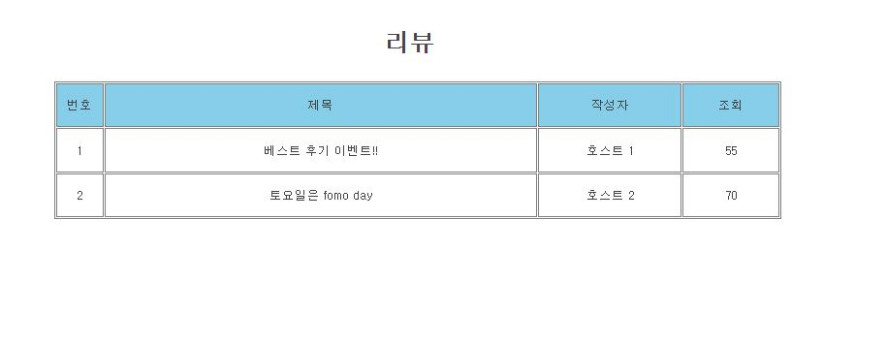 리뷰
번호 제목 작성자 조회
1 베스트 후기 이벤트!! 호스트 1 55
2 토요일은 fomo day 호스트 2 70